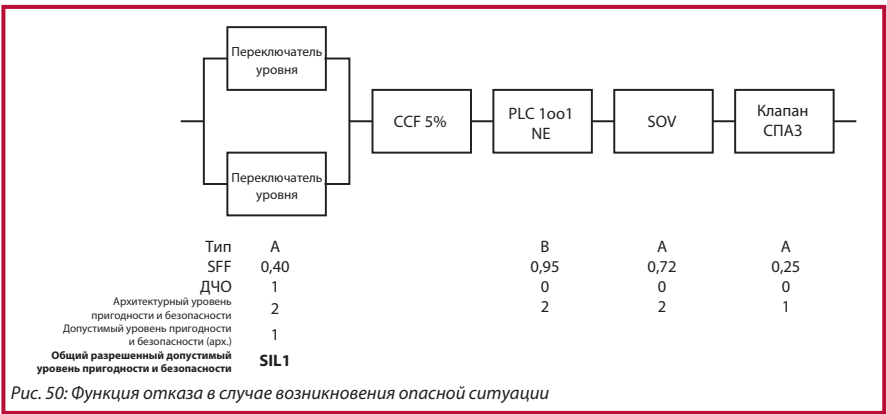 Переключатель
уровня
CCF 5%
PLC 1oo1
NE
SOV
Клапан
СПАЗ
Переключатель
уровня
Тип A B A A
SFF 0,40 0,95 0,72 0,25
ДЧО 1 0 0 0
Архитектурный уровень
пригодности и безопасности 2 2 2 1
Допустимый уровень пригодности
и безопасности (арх.) 1
Общий разрешенный допустимый
уровень пригодности и безопасности SIL1
Рис. 50: Функция отказа в случае возникновения опасной ситуации